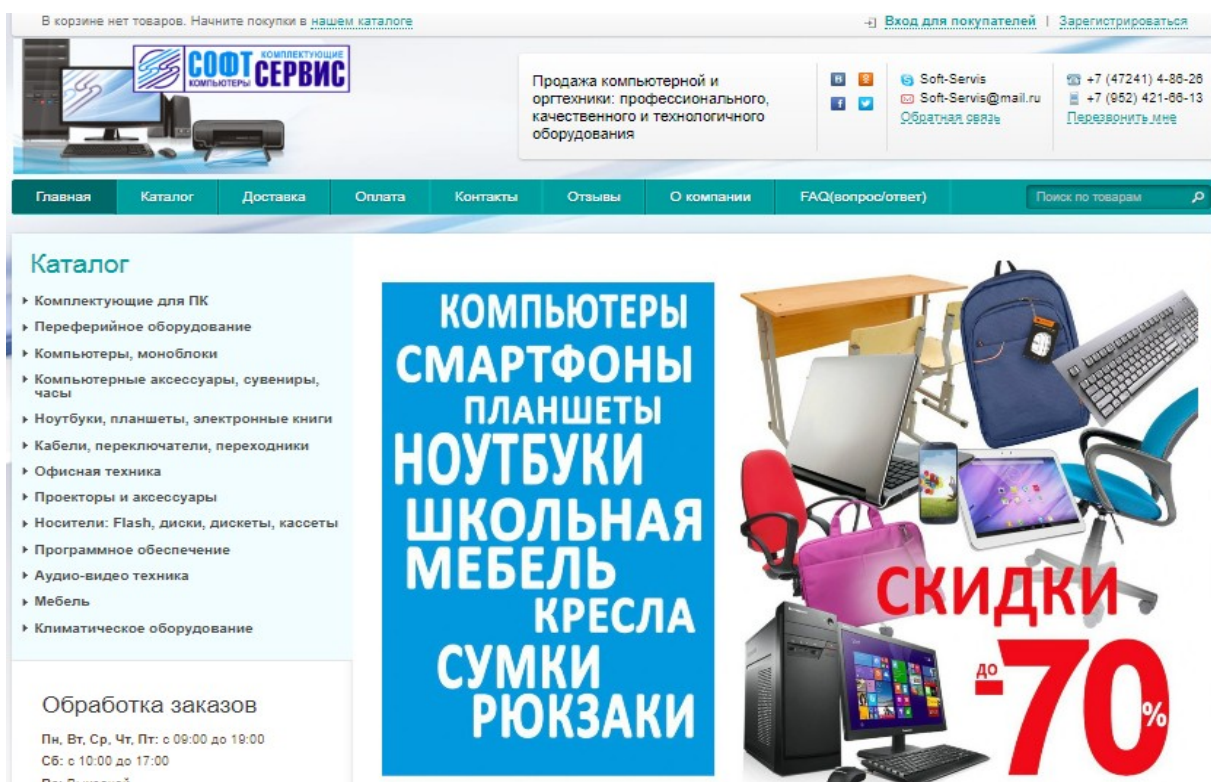 В корзине нет товаров. Начните покупки в нашем каталоге
Вход для покупателей | Зарегистрироваться
СОФТ КОМПЛЕКТУЮЩИЕ
КОМПЬЮТЕРЫ СЕРВИС
Продажа компьютерной и
оргтехники: профессионального,
качественного и технологичного
оборудования
Soft-Servis
Soft-Servis@mail.ru
Обратная связь
+7 (47241) 4-86-26
+7 (952) 421-66-13
Перезвонить мне
Главная Каталог Доставка Оплата Контакты Отзывы О компании FAQ(вопрос/ответ) Поиск по товарам
Каталог
Комплектующие для ПК
Переферийное оборудование
Компьютеры, моноблоки
Компьютерные аксессуары, сувениры,
часы
Ноутбуки, планшеты, электронные книги
Кабели, переключатели, переходники
Офисная техника
Проекторы и аксессуары
Носители: Flash, диски, дискеты, кассеты
Программное обеспечение
Аудио-видео техника
Мебель
Климатическое оборудование
Обработка заказов
Пн, Вт, Ср, Чт, Пт: с 09:00 до 19:00
Сб: с 10:00 до 17:00
КОМПЬЮТЕРЫ
СМАРТФОНЫ
ПЛАНШЕТЫ
НОУТБУКИ
ШКОЛЬНАЯ
МЕБЕЛЬ
КРЕСЛА
СУМКИ
РЮКЗАКИ
СКИДКИ
до -70%